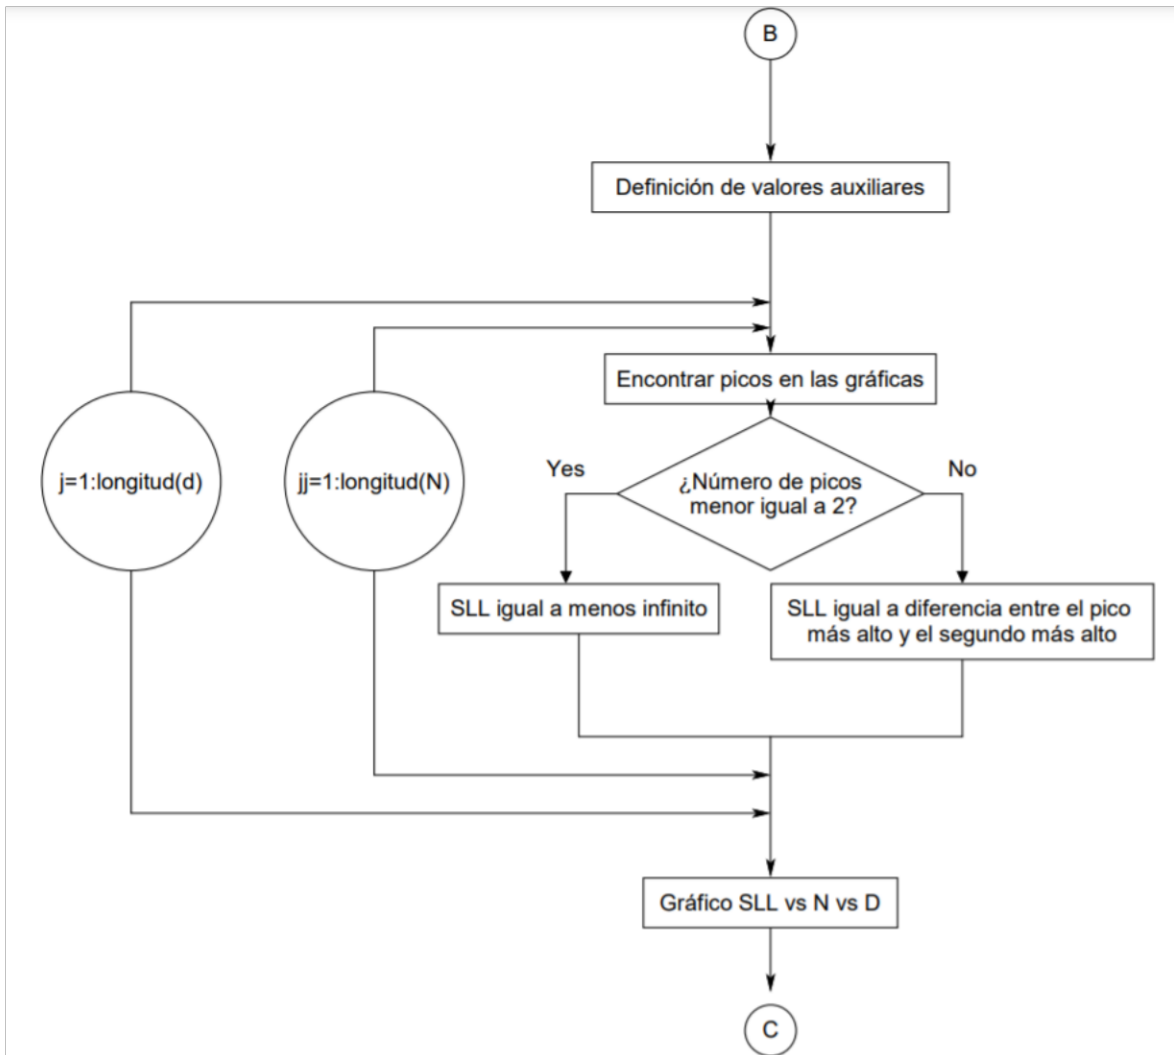 B
Definición de valores auxiliares
Encontrar picos en las gráficas
j=1:longitud(d)
jj=1:longitud(N)
Yes
¿Número de picos
menor igual a 2?
No
SLL igual a menos infinito
SLL igual a diferencia entre el pico
más alto y el segundo más alto
Gráfico SLL vs N vs D
C